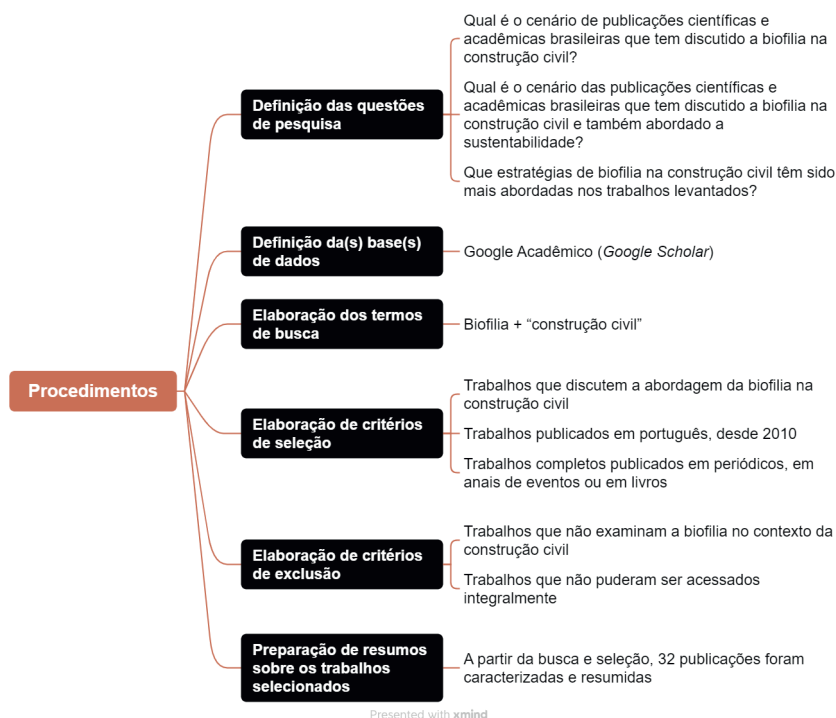 Procedimentos
Definição das questões
de pesquisa
Qual é o cenário de publicações científicas e
acadêmicas brasileiras que tem discutido a biofilia na
construção civil?
Qual é o cenário das publicações científicas e
acadêmicas brasileiras que tem discutido a biofilia na
construção civil e também abordado a
sustentabilidade?
Que estratégias de biofilia na construção civil têm sido
mais abordadas nos trabalhos levantados?
Definição da(s) base(s)
de dados
Google Acadêmico (Google Scholar)
Elaboração dos termos
de busca
Biofilia + “construção civil”
Elaboração de critérios
de seleção
Trabalhos que discutem a abordagem da biofilia na
construção civil
Trabalhos publicados em português, desde 2010
Trabalhos completos publicados em periódicos, em
anais de eventos ou em livros
Elaboração de critérios
de exclusão
Trabalhos que não examinam a biofilia no contexto da
construção civil
Trabalhos que não puderam ser acessados
integralmente
Preparação de resumos
sobre os trabalhos
selecionados
A partir da busca e seleção, 32 publicações foram
caracterizadas e resumidas
Presented with xmind